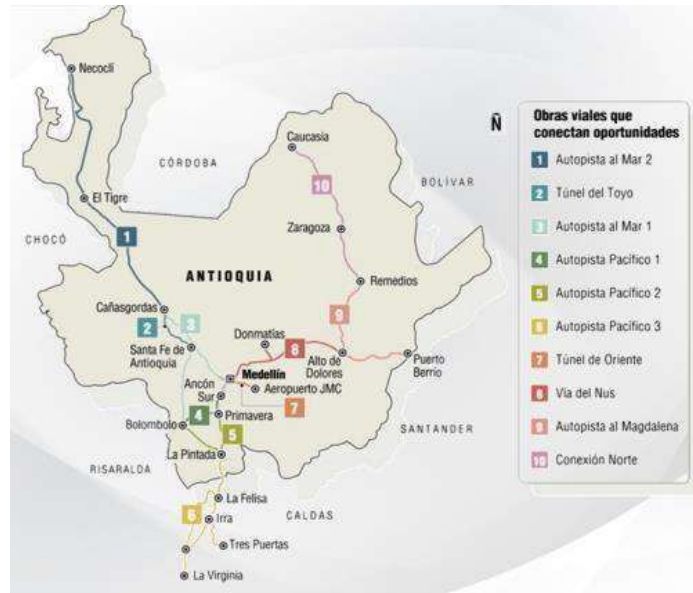 Necoclí
El Tigre
CHOCÓ
CÓRDOBA
Caucasia
10
BOLÍVAR
Zaragoza
1
ANTIOQUIA
Remedios
Cañasgordas
2
3
9
Santa Fe de
Antioquia
Donmatías
8
Alto de
Dolores
Puerto
Berrío
Medellín
Aeropuerto JMC
Ancón
Sur
4
Primavera
7
Bolombolo
5
SANTANDER
La Pintada
RISARALDA
La Felisa
CALDAS
6
Irra
Tres Puertas
La Virginia
Ñ
Obras viales que
conectan oportunidades
1 Autopista al Mar 2
2 Túnel del Toyo
3 Autopista al Mar 1
4 Autopista Pacífico 1
5 Autopista Pacífico 2
6 Autopista Pacífico 3
7 Túnel de Oriente
8 Vía del Nus
9 Autopista al Magdalena
10 Conexión Norte